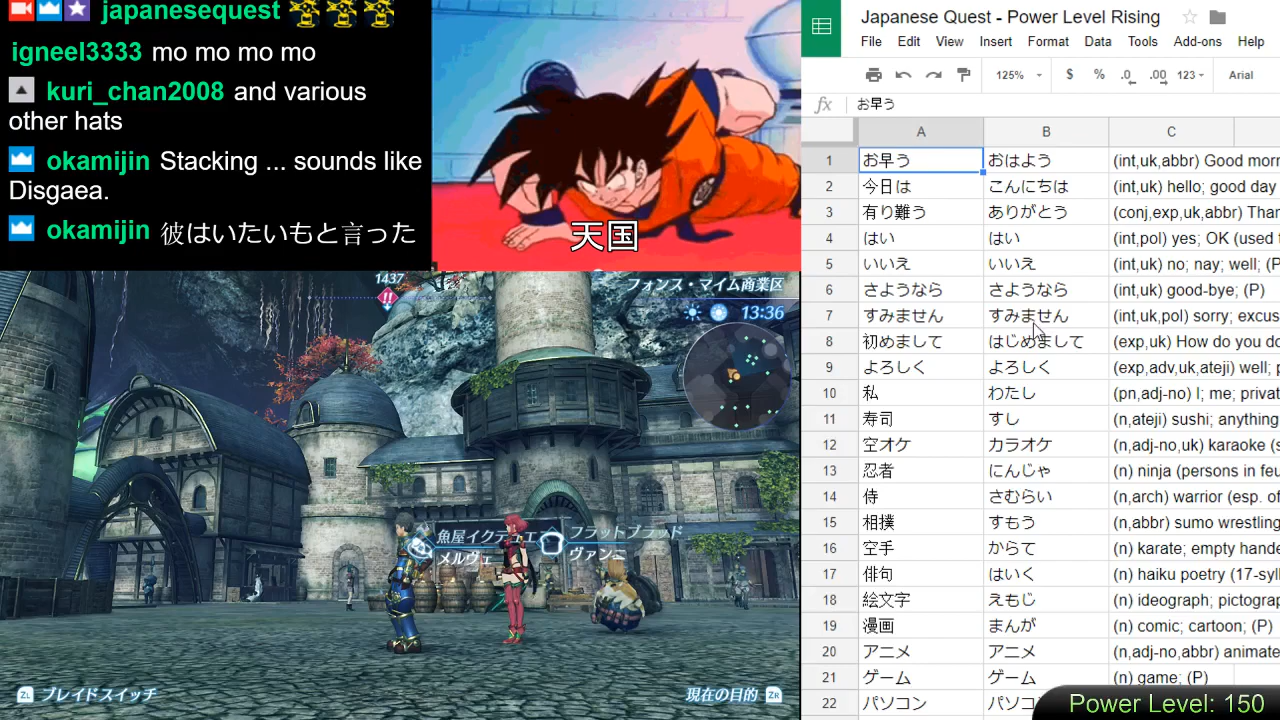 japanesequest
igneel3333 mo mo mo mo
kuri_chan2008 and various
other hats
okamijin Stacking ... sounds like
Disgaea.
okamijin 彼はいたいもと言った
天国
1437
フォンス・マイム商業区
13:36
魚屋イクテュエ
メルヴェ
フラットブラッド
ヴァンニ
ZL ブレイドスイッチ
現在の目的 ZR
Japanese Quest - Power Level Rising
File Edit View Insert Format Data Tools Add-ons Help
125% $ % .0 .00 123 Arial
fx お早う
A B C
1 お早う おはよう (int,uk,abbr) Good morn
2 今日は こんにちは (int,uk) hello; good day
3 有り難う ありがとう (conj,exp,uk,abbr) Than
4 はい はい (int,pol) yes; OK (used
5 いいえ いいえ (int,uk) no; nay; well; (P)
6 さようなら さようなら (int,uk) good-bye; (P)
7 すみません すみません (int,uk,pol) sorry; excus
8 初めまして はじめまして (exp,uk) How do you do
9 よろしく よろしく (exp,adv,uk,ateji) well; p
10 私 わたし (pn,adj-no) I; me; privat
11 寿司 すし (n,ateji) sushi; anything
12 空オケ カラオケ (n,adj-no,uk) karaoke (s
13 忍者 にんじゃ (n) ninja (persons in feu
14 侍 さむらい (n,arch) warrior (esp. of
15 相撲 すもう (n,abbr) sumo wrestling
16 空手 からて (n) karate, empty hande
17 俳句 はいく (n) haiku poetry (17-syll
18 絵文字 えもじ (n) ideograph; pictograp
19 漫画 まんが (n) comic; cartoon; (P)
20 アニメ アニメ (n,adj-no,abbr) animate
21 ゲーム ゲーム (n) game; (P)
22 パソコン パソコ
Power Level: 150